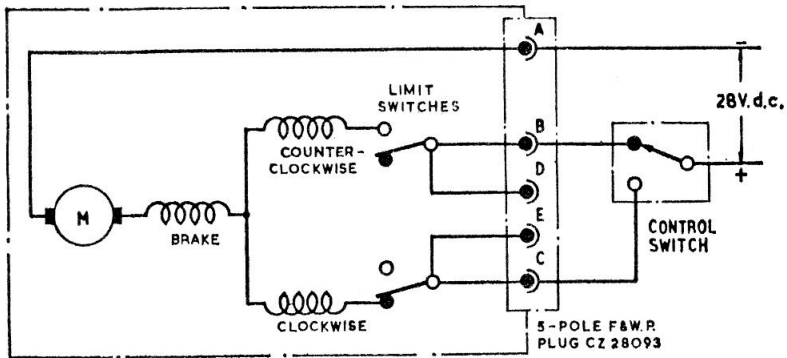 A
−
LIMIT
SWITCHES
28V.d.c.
B
COUNTER-
CLOCKWISE
D
+
M
E
CONTROL
SWITCH
BRAKE
C
CLOCKWISE
5-POLE F&W.P.
PLUG CZ 28093